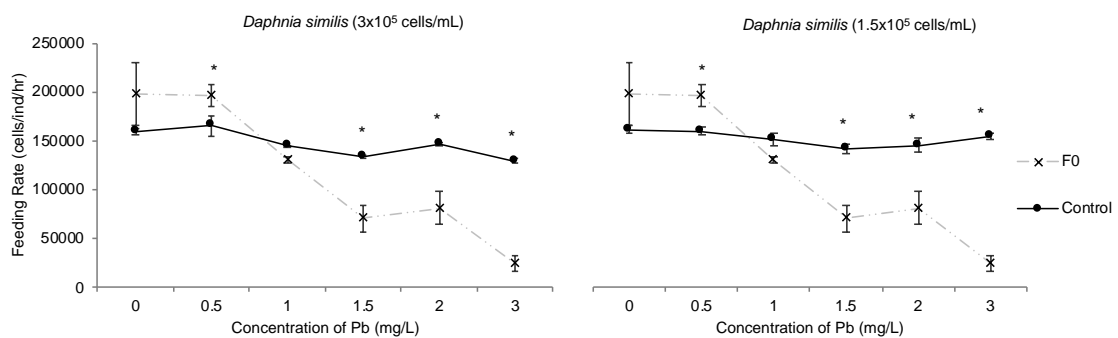 Daphnia similis (3x10⁵ cells/mL)
Daphnia similis (1.5x10⁵ cells/mL)
Feeding Rate (cells/ind/hr)
250000
200000
150000
100000
50000
0
*
*
*
*
0 0.5 1 1.5 2 3
Concentration of Pb (mg/L)
*
*
*
*
0 0.5 1 1.5 2 3
Concentration of Pb (mg/L)
F0
Control